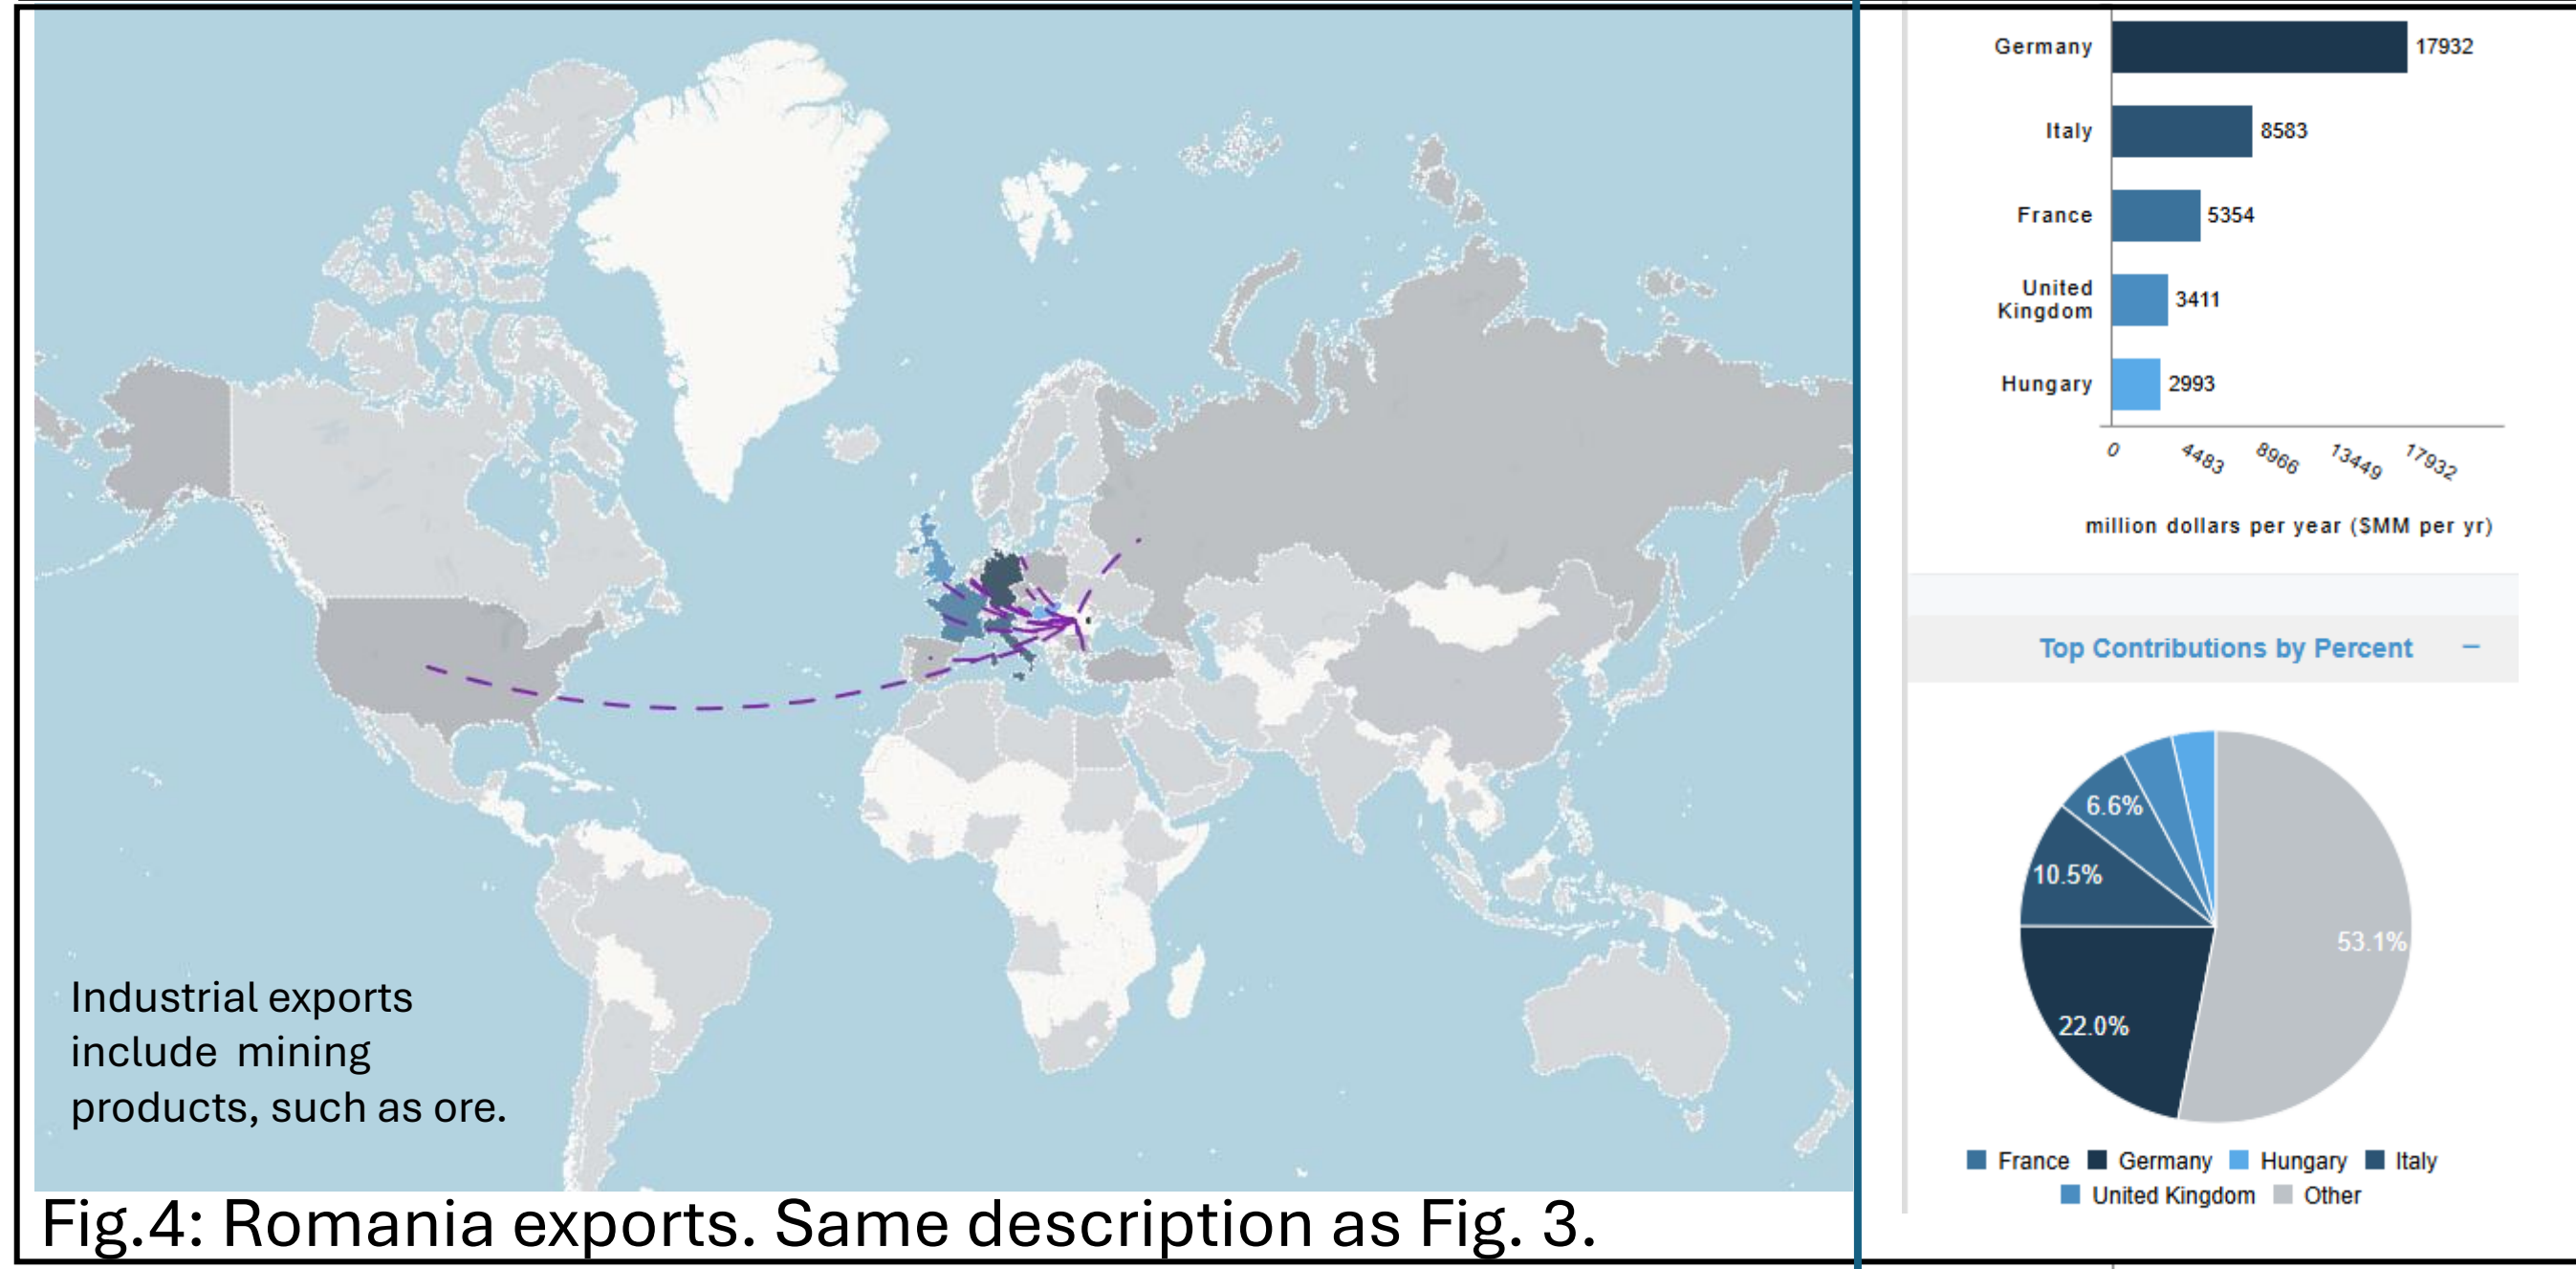 Industrial exports
include  mining
products, such as ore.
Fig.4: Romania exports. Same description as Fig. 3.
Germany
17932
Italy
8583
France
5354
United
Kingdom
3411
Hungary
2993
0 4483 8966 13449 17932
million dollars per year ($MM per yr)
Top Contributions by Percent −
6.6%
10.5%
53.1%
22.0%
France Germany Hungary Italy
United Kingdom Other